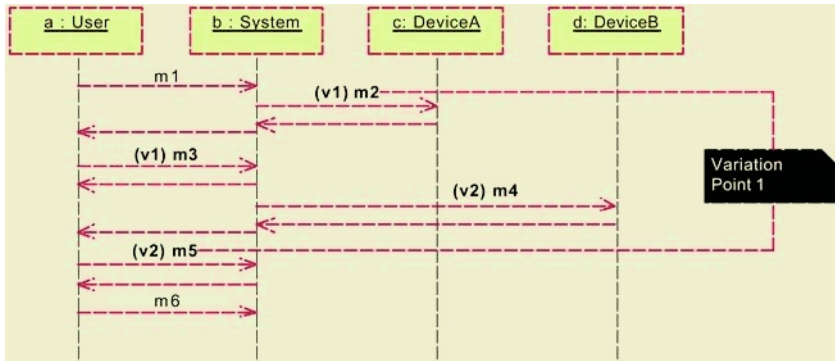 a : User
b : System
c: DeviceA
d: DeviceB
m1
(v1) m2
(v1) m3
Variation
Point 1
(v2) m4
(v2) m5
m6